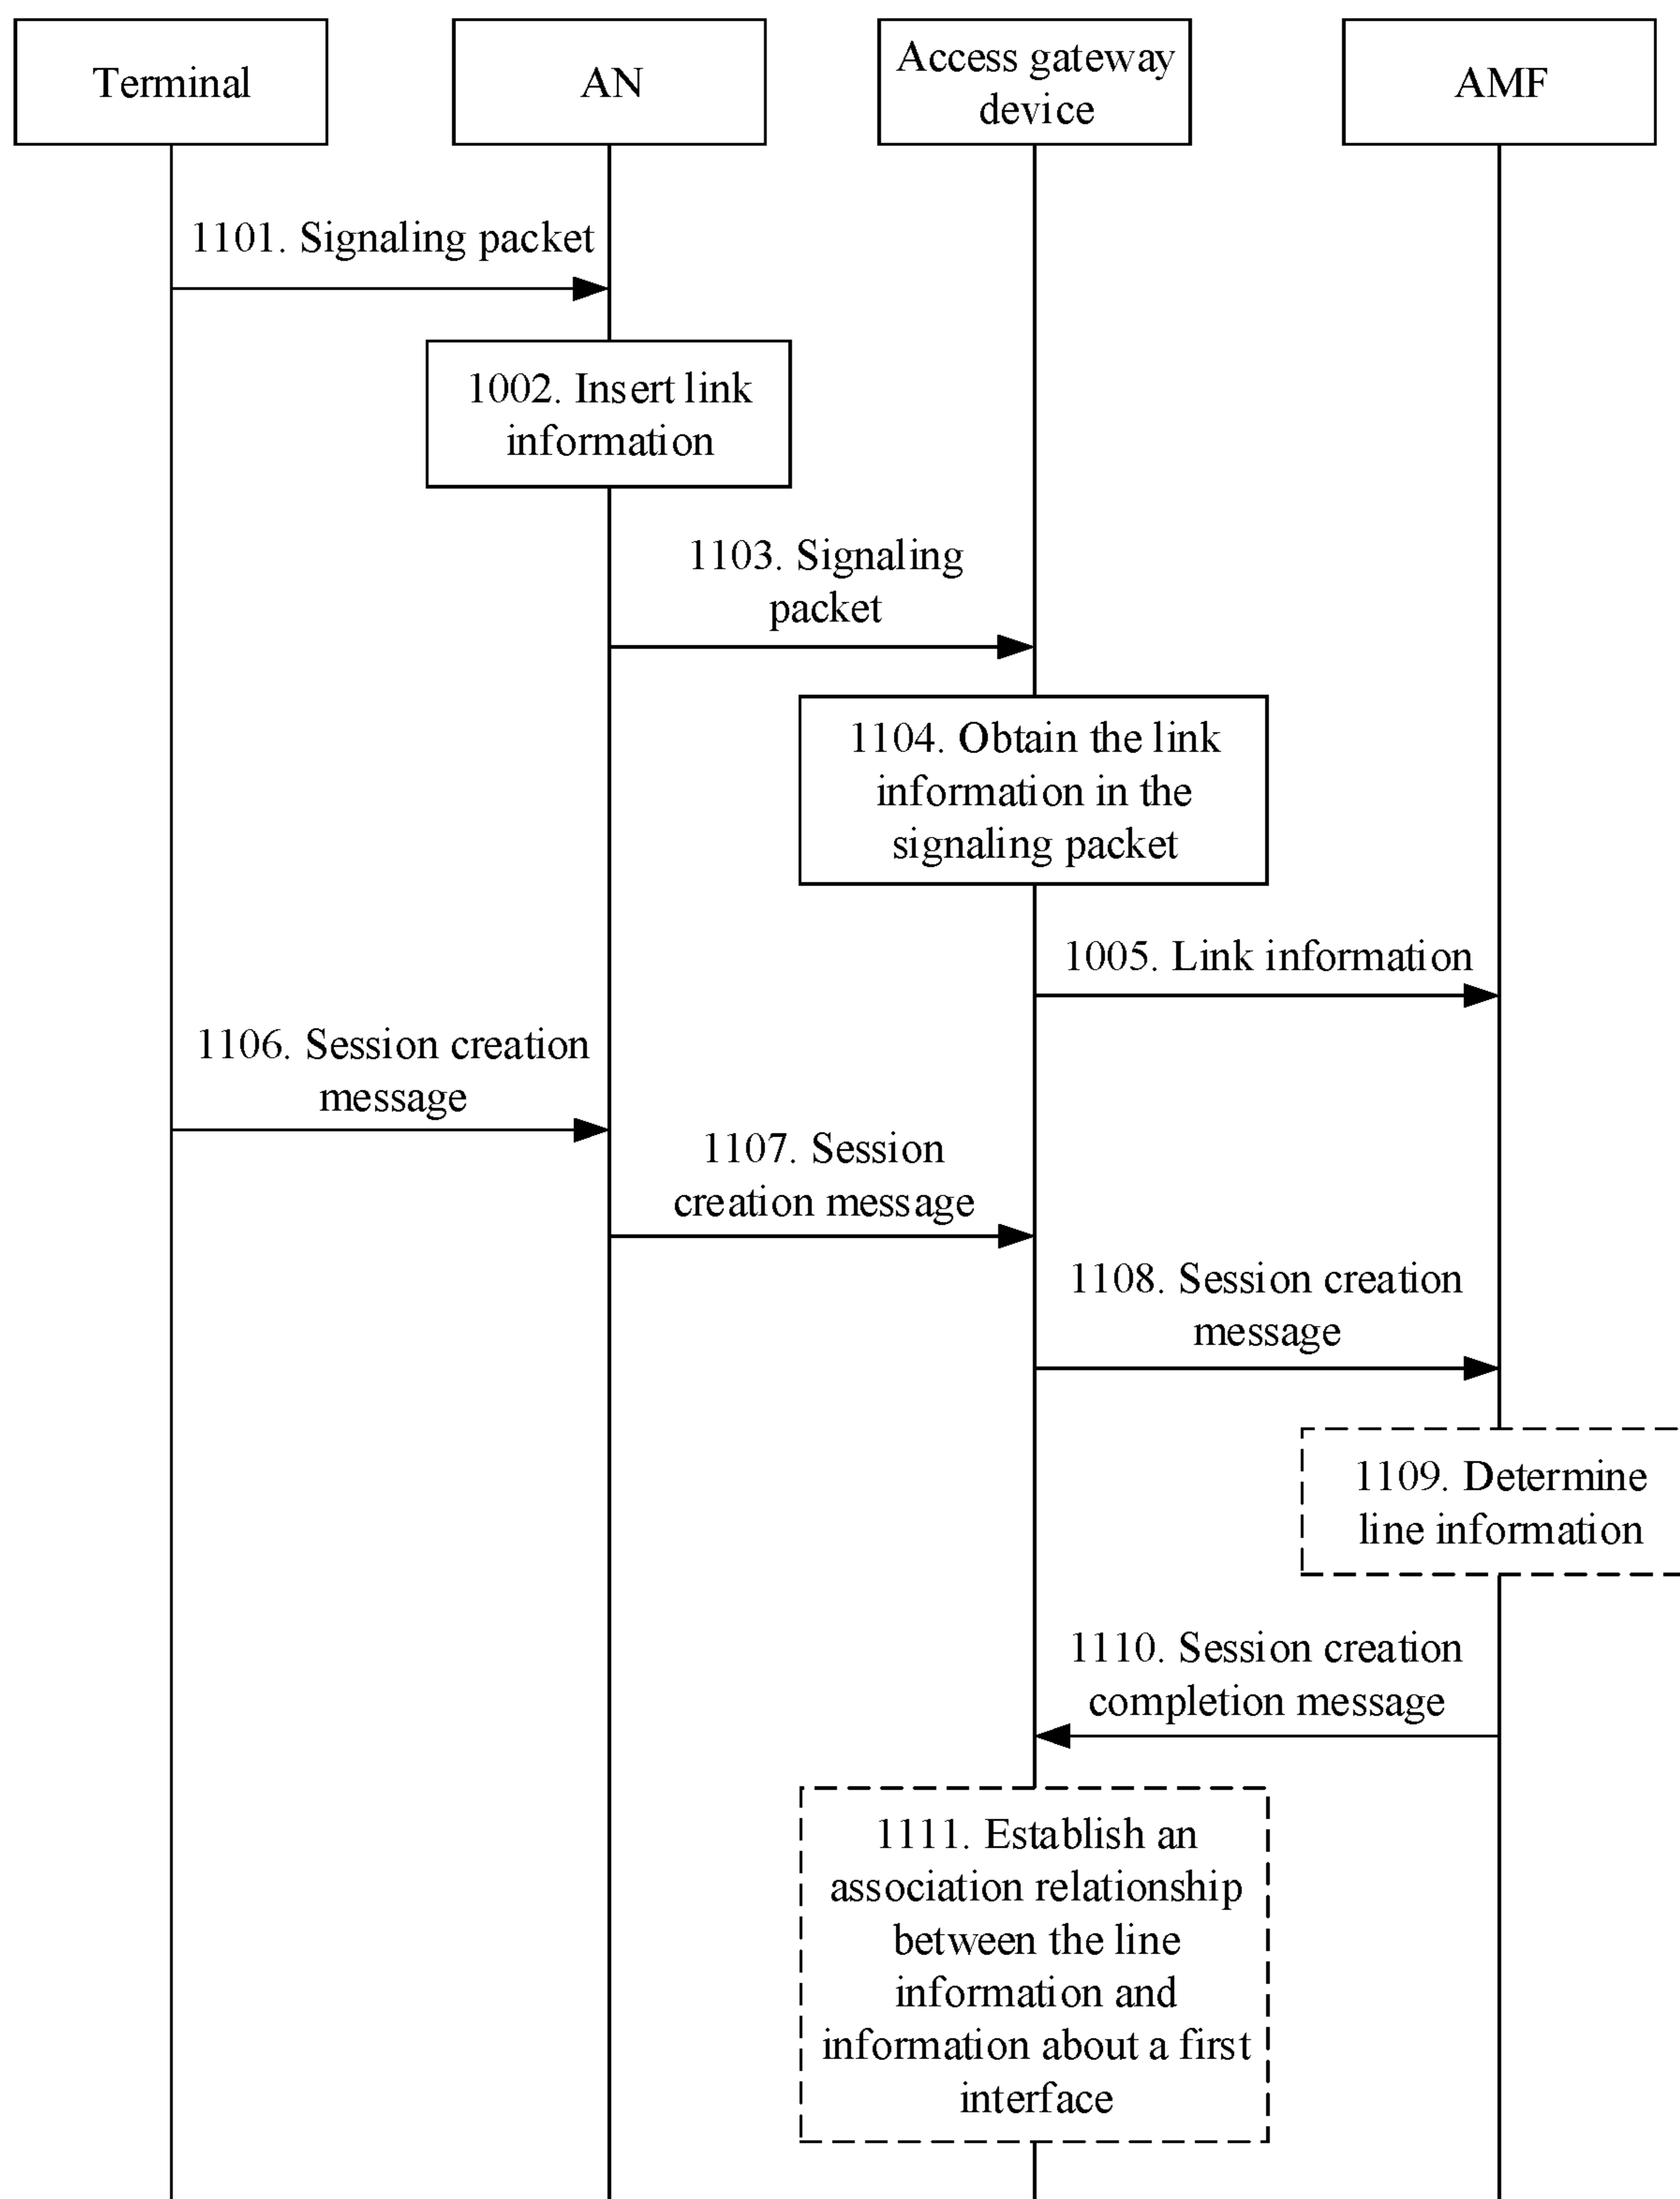 Terminal
AN
Access gateway
device
AMF
1101. Signaling packet
1002. Insert link
information
1103. Signaling
packet
1104. Obtain the link
information in the
signaling packet
1005. Link information
1106. Session creation
message
1107. Session
creation message
1108. Session creation
message
1109. Determine
line information
1110. Session creation
completion message
1111. Establish an
association relationship
between the line
information and
information about a first
interface